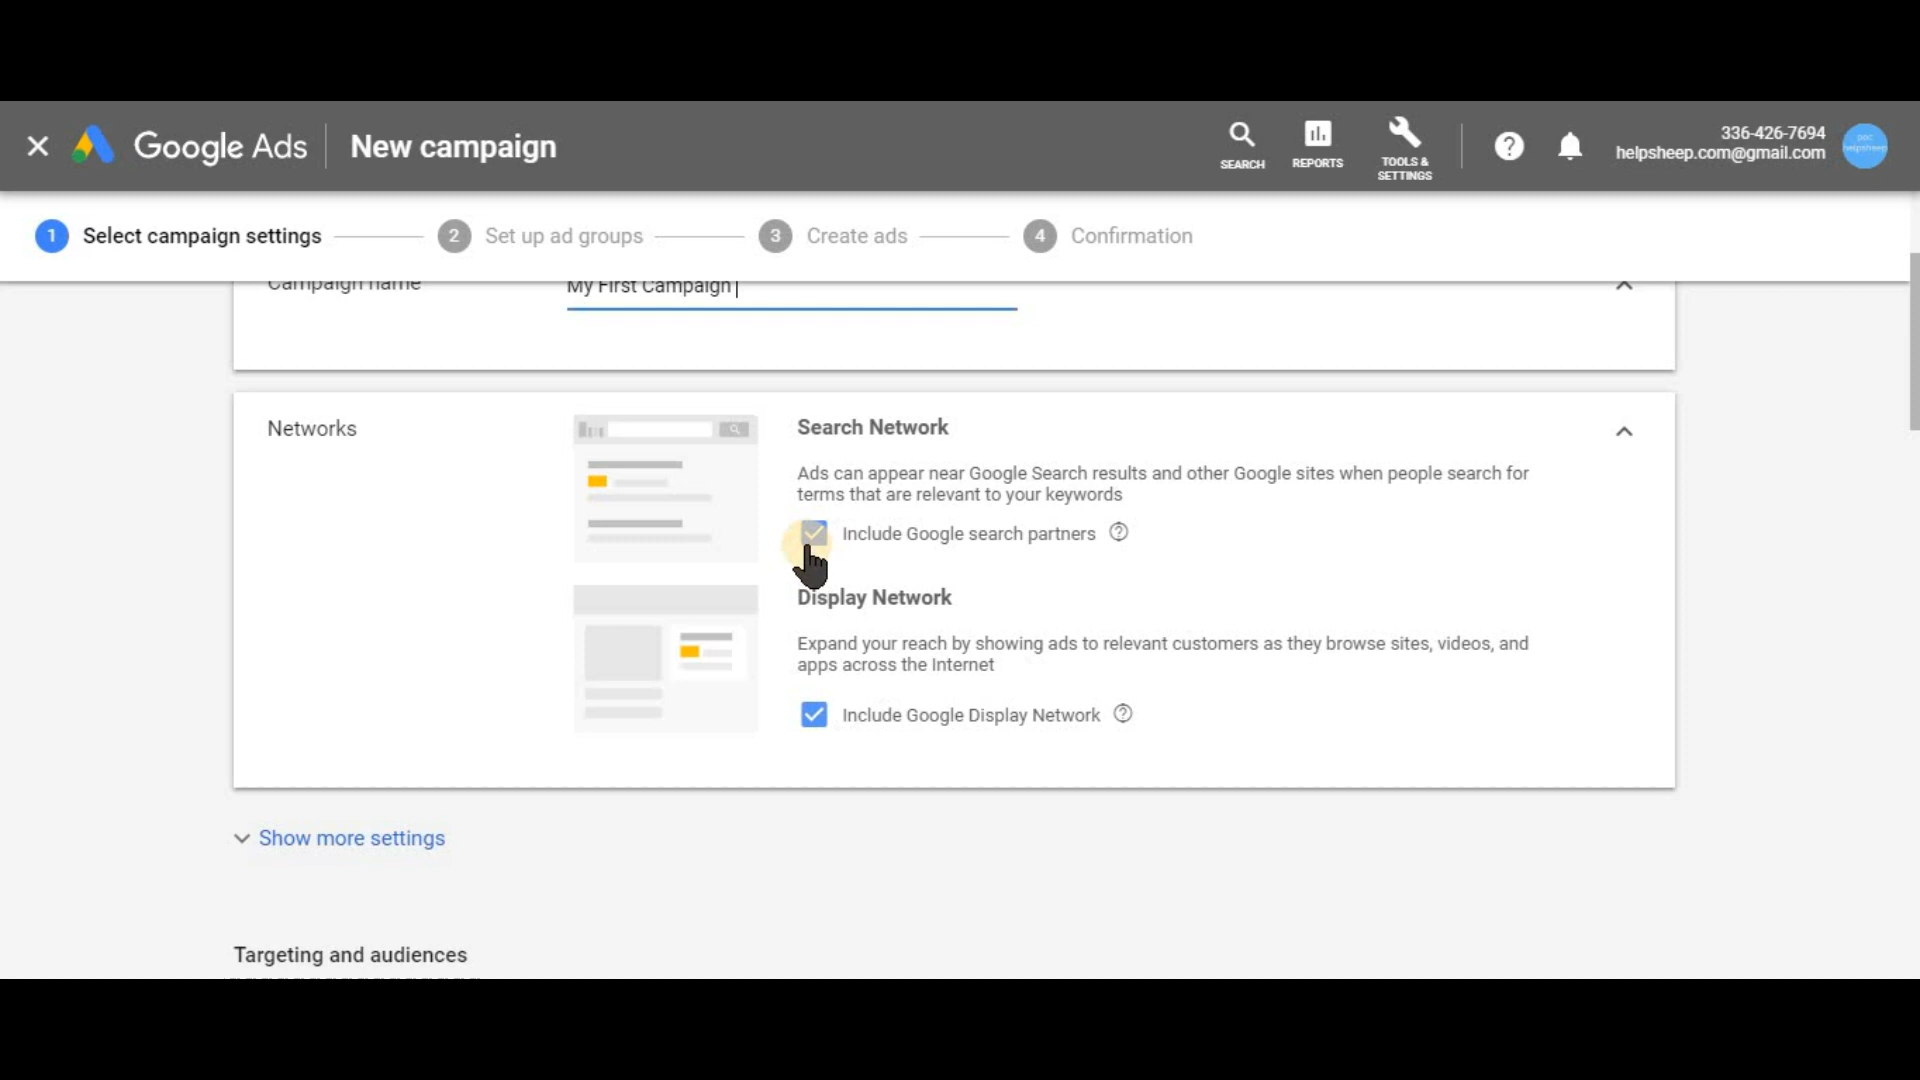 Google Ads
New campaign
SEARCH
REPORTS
TOOLS &
SETTINGS
336-426-7694
helpsheep.com@gmail.com
1 Select campaign settings
2 Set up ad groups
3 Create ads
4 Confirmation
Campaign name
My First Campaign
Networks
Search Network
Ads can appear near Google Search results and other Google sites when people search for
terms that are relevant to your keywords
Include Google search partners
Display Network
Expand your reach by showing ads to relevant customers as they browse sites, videos, and
apps across the Internet
Include Google Display Network
Show more settings
Targeting and audiences